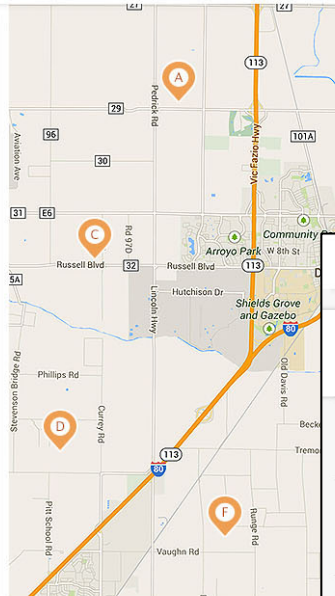 27
27
A
113
Pedrick Rd
29
Vic Fazio Hwy
96
101A
Aviation Ave
30
31
E6
C
Rd 97D
Community
Arroyo Park
W 8th St
Russell Blvd
32
Russell Blvd
113
D
5A
Lincoln Hwy
Hutchison Dr
Shields Grove
and Gazebo
80
Stevenson Bridge Rd
Phillips Rd
Old Davis Rd
Currey Rd
D
Becke
Tremo
113
80
Pitt School Rd
F
Runge Rd
Vaughn Rd